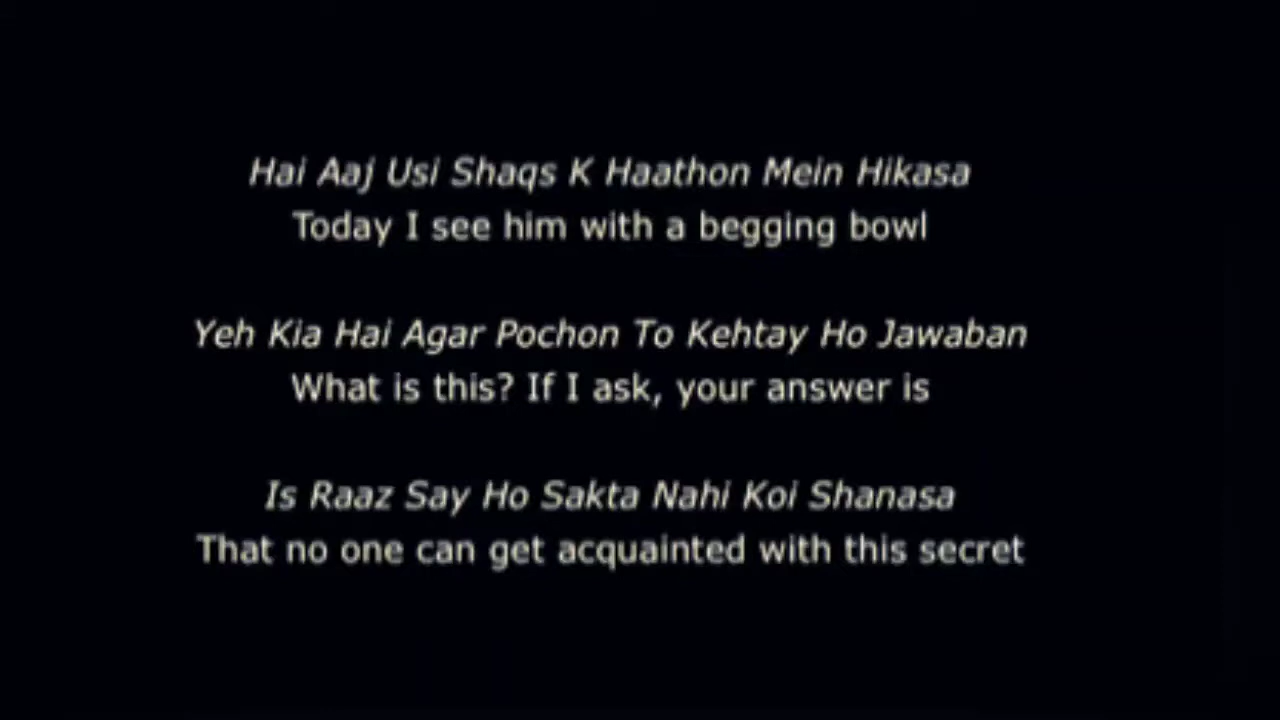 Hai Aaj Usi Shaqs K Haathon Mein Hikasa
Today I see him with a begging bowl
Yeh Kia Hai Agar Pochon To Kehtay Ho Jawaban
What is this? If I ask, your answer is
Is Raaz Say Ho Sakta Nahi Koi Shanasa
That no one can get acquainted with this secret